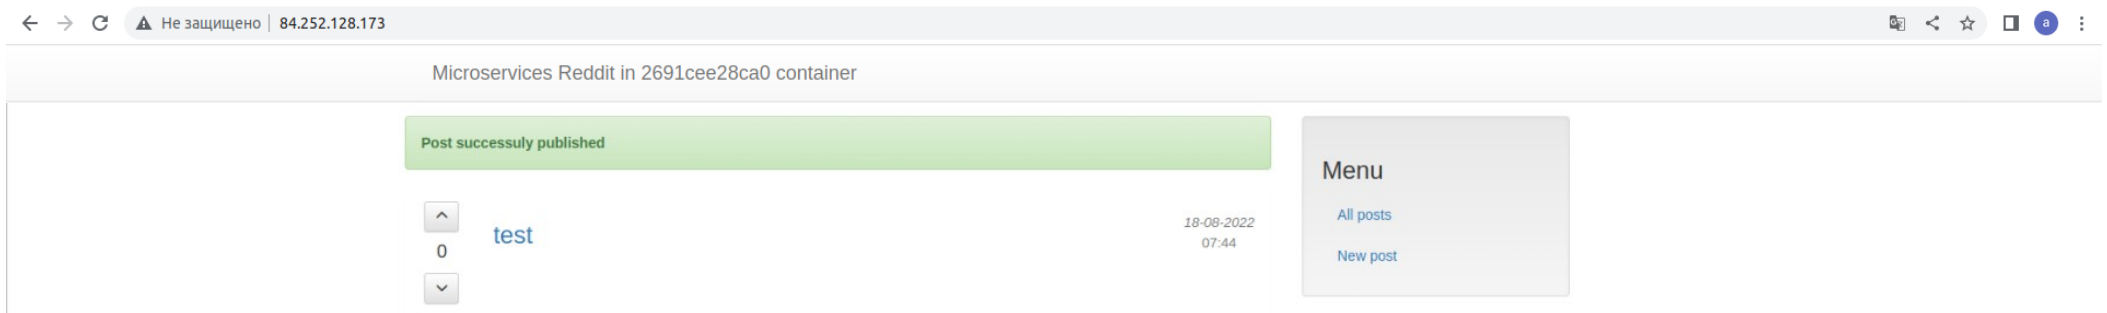 Не защищено | 84.252.128.173
a
Microservices Reddit in 2691cee28ca0 container
Post successuly published
0
test
18-08-2022
07:44
Menu
All posts
New post